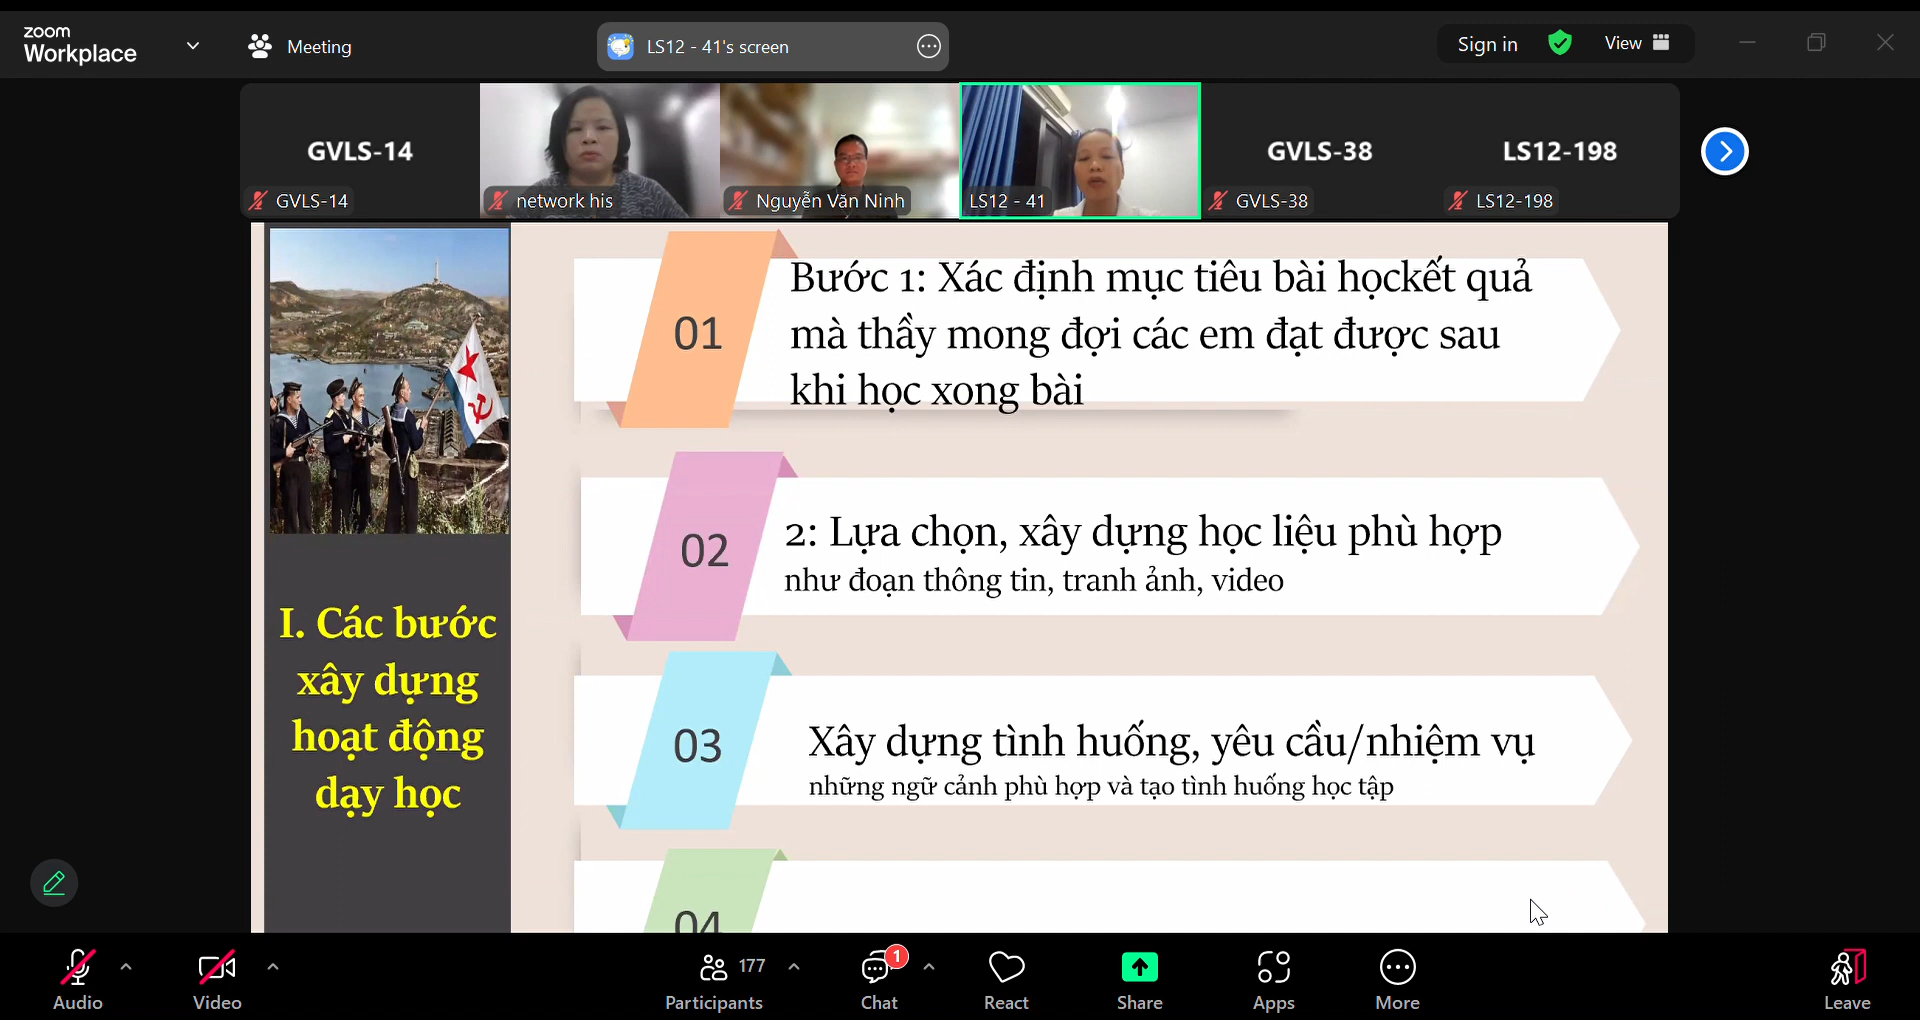 zoom
Workplace
Meeting
LS12 - 41's screen
Sign in
View
GVLS-14
GVLS-14
network his
Nguyễn Văn Ninh
LS12 - 41
GVLS-38
GVLS-38
LS12-198
LS12-198
I. Các bước
xây dựng
hoạt động
dạy học
01
Bước 1: Xác định mục tiêu bài họckết quả
mà thầy mong đợi các em đạt được sau
khi học xong bài
02
2: Lựa chọn, xây dựng học liệu phù hợp
như đoạn thông tin, tranh ảnh, video
03
Xây dựng tình huống, yêu cầu/nhiệm vụ
những ngữ cảnh phù hợp và tạo tình huống học tập
04
Audio
Video
177
Participants
1
Chat
React
Share
Apps
More
Leave